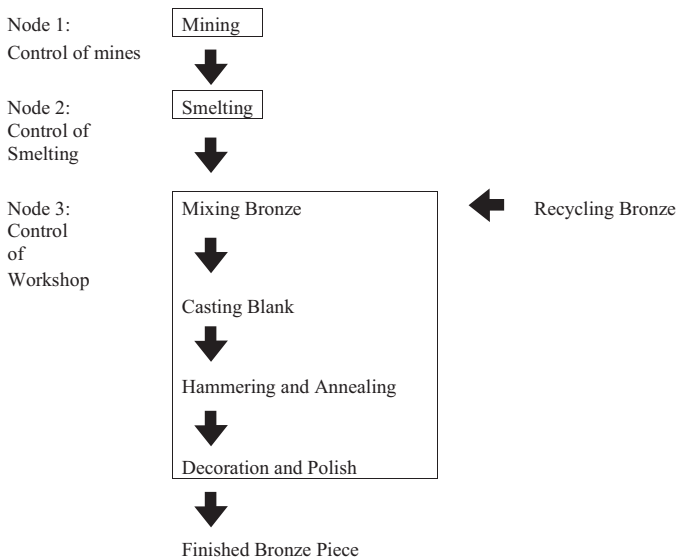 Node 1:
Control of mines
Mining
Node 2:
Control of
Smelting
Smelting
Node 3:
Control
of
Workshop
Mixing Bronze
Recycling Bronze
Casting Blank
Hammering and Annealing
Decoration and Polish
Finished Bronze Piece